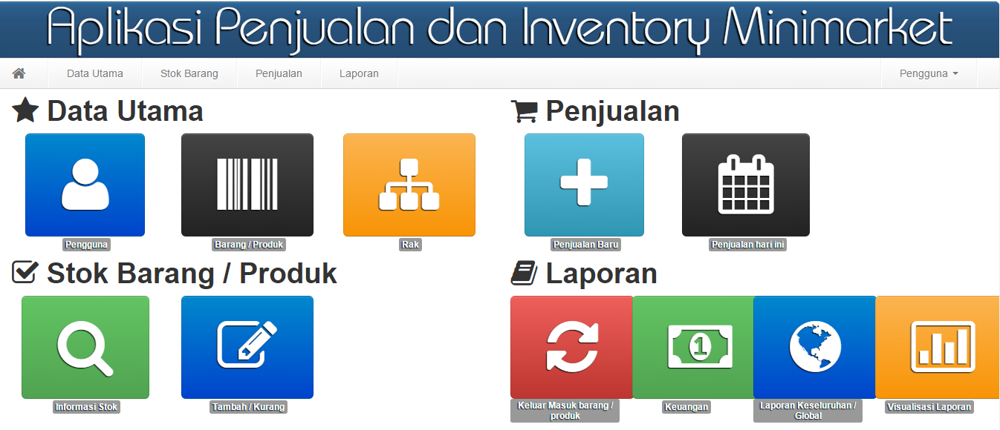 Aplikasi Penjualan dan Inventory Minimarket
Data Utama
Stok Barang
Penjualan
Laporan
Pengguna
Data Utama
Pengguna
Barang / Produk
Rak
Penjualan
Penjualan Baru
Penjualan hari ini
Stok Barang / Produk
Informasi Stok
Tambah / Kurang
Laporan
Keluar Masuk barang /
produk
1
Keuangan
Laporan Keseluruhan /
Global
Visualisasi Laporan